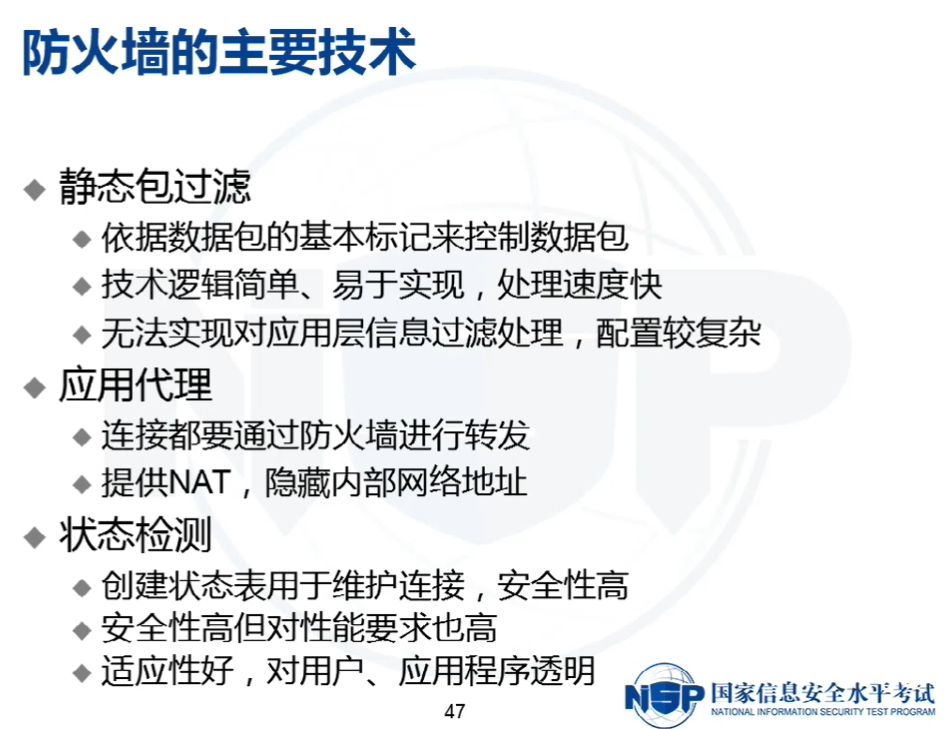 防火墙的主要技术
静态包过滤
依据数据包的基本标记来控制数据包
技术逻辑简单、易于实现，处理速度快
无法实现对应用层信息过滤处理，配置较复杂
应用代理
连接都要通过防火墙进行转发
提供NAT，隐藏内部网络地址
状态检测
创建状态表用于维护连接，安全性高
安全性高但对性能要求也高
适应性好，对用户、应用程序透明
NISP
国家信息安全水平考试
NATIONAL INFORMATION SECURITY TEST PROGRAM
47